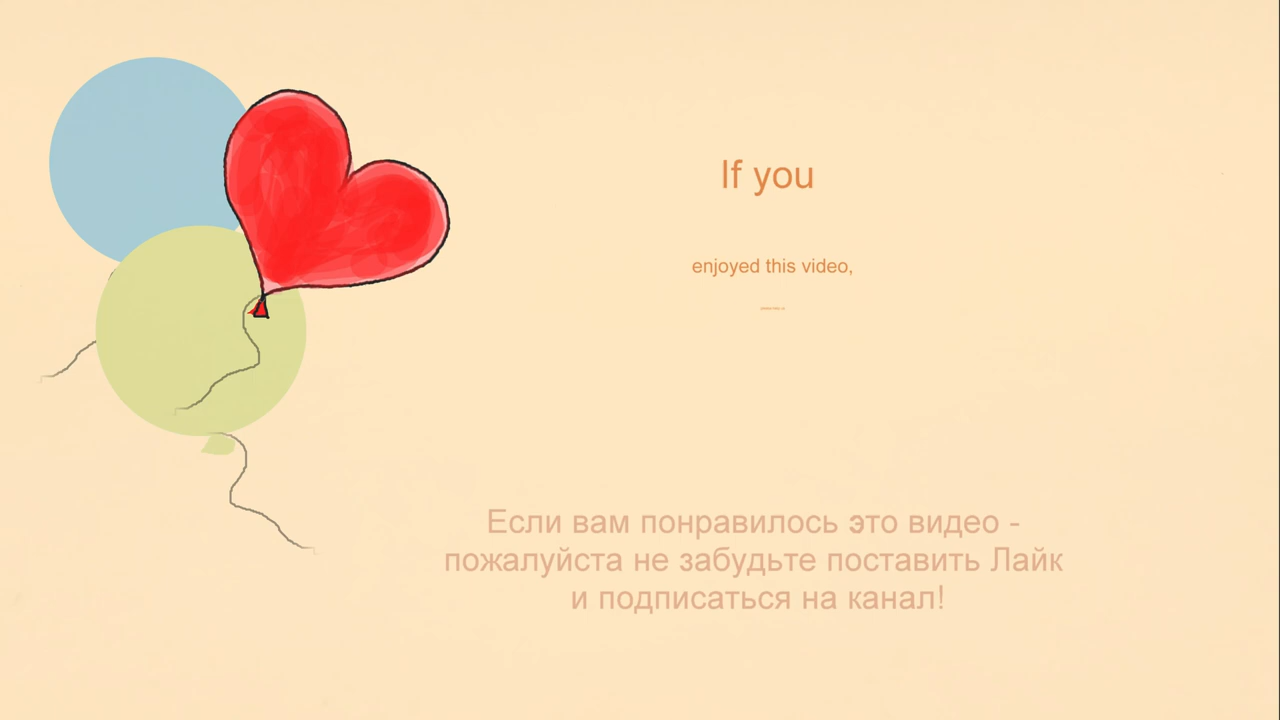 If you
enjoyed this video,
Если вам понравилось это видео -
пожалуйста не забудьте поставить Лайк
и подписаться на канал!